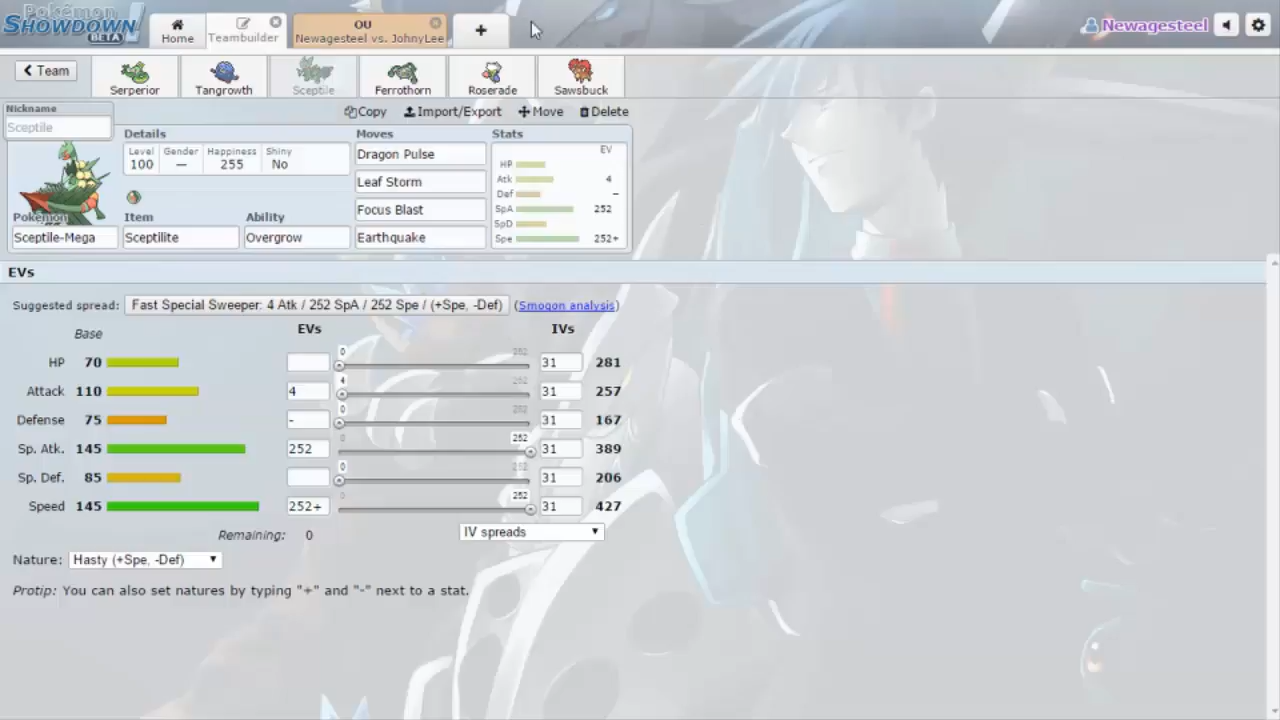 Pokémon
SHOWDOWN
BETA
Home
Teambuilder
OU
Newagesteel vs. JohnyLee
+
Newagesteel
< Team
Serperior
Tangrowth
Sceptile
Ferrothorn
Roserade
Sawsbuck
Copy Import/Export Move Delete
Nickname
Sceptile
Details
Level Gender Happiness Shiny
100 — 255 No
Pokémon
Sceptile-Mega
Item
Sceptilite
Ability
Overgrow
Moves
Dragon Pulse
Leaf Storm
Focus Blast
Earthquake
Stats
EV
HP
Atk 4
Def –
SpA 252
SpD
Spe 252+
EVs
Suggested spread: Fast Special Sweeper: 4 Atk / 252 SpA / 252 Spe / (+Spe, -Def) (Smogon analysis)
Base EVs IVs
HP 70 0 252 31 281
Attack 110 4 4 252 31 257
Defense 75 - 0 252 31 167
Sp. Atk. 145 252 0 252 31 389
Sp. Def. 85 0 252 31 206
Speed 145 252+ 0 252 31 427
Remaining: 0 IV spreads
Nature: Hasty (+Spe, -Def)
Protip: You can also set natures by typing "+" and "-" next to a stat.